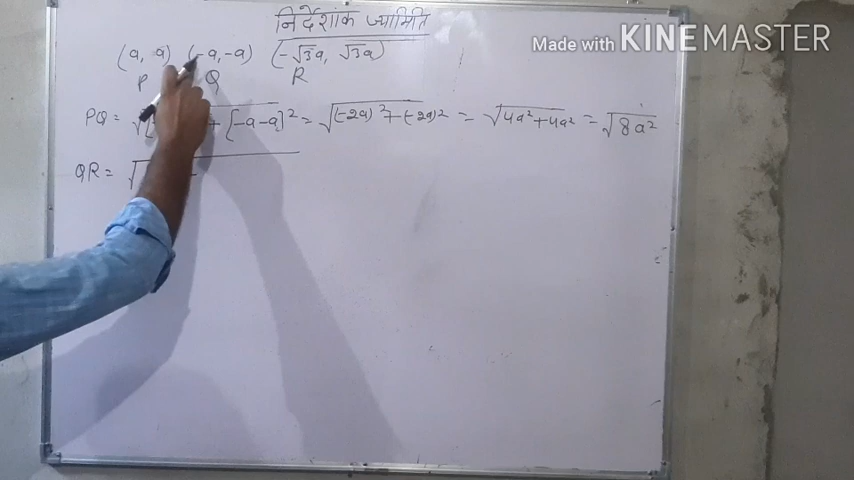 निर्देशांक ज्यामिति
Made with KINEMASTER
(a, a) (-a,-a) (-√3a, √3a)
P Q R
PQ = √[ + [-a-a]² = √(-2a)²+(-2a)² = √4a²+4a² = √8a²
QR = √